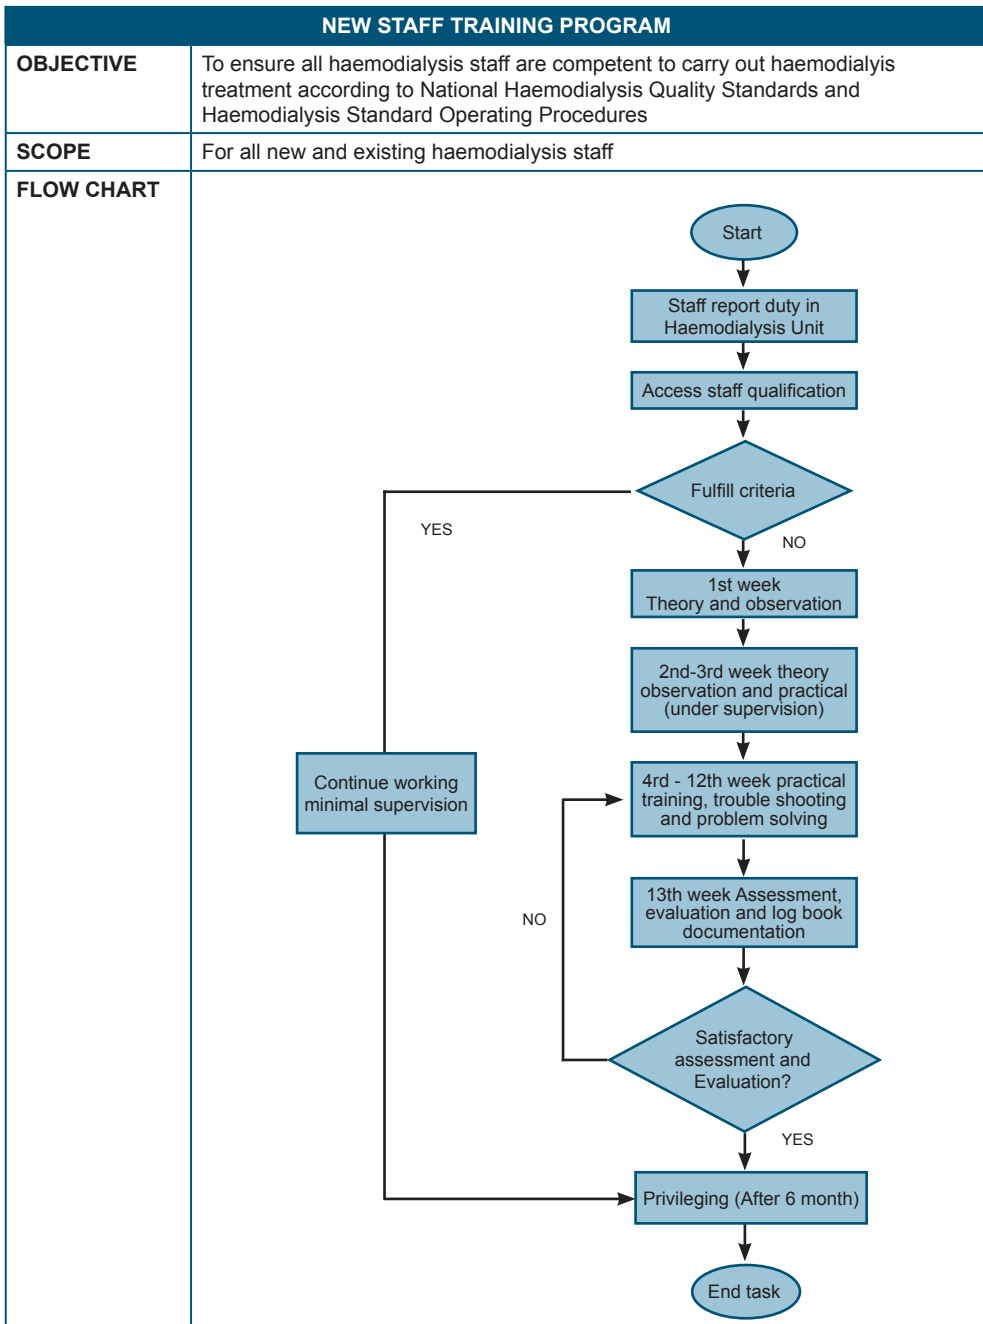 NEW STAFF TRAINING PROGRAM
OBJECTIVE
To ensure all haemodialysis staff are competent to carry out haemodialyis
treatment according to National Haemodialysis Quality Standards and
Haemodialysis Standard Operating Procedures
SCOPE
For all new and existing haemodialysis staff
FLOW CHART
Start
Staff report duty in
Haemodialysis Unit
Access staff qualification
Fulfill criteria
YES
NO
1st week
Theory and observation
2nd-3rd week theory
observation and practical
(under supervision)
Continue working
minimal supervision
4rd - 12th week practical
training, trouble shooting
and problem solving
13th week Assessment,
evaluation and log book
documentation
NO
Satisfactory
assessment and
Evaluation?
YES
Privileging (After 6 month)
End task